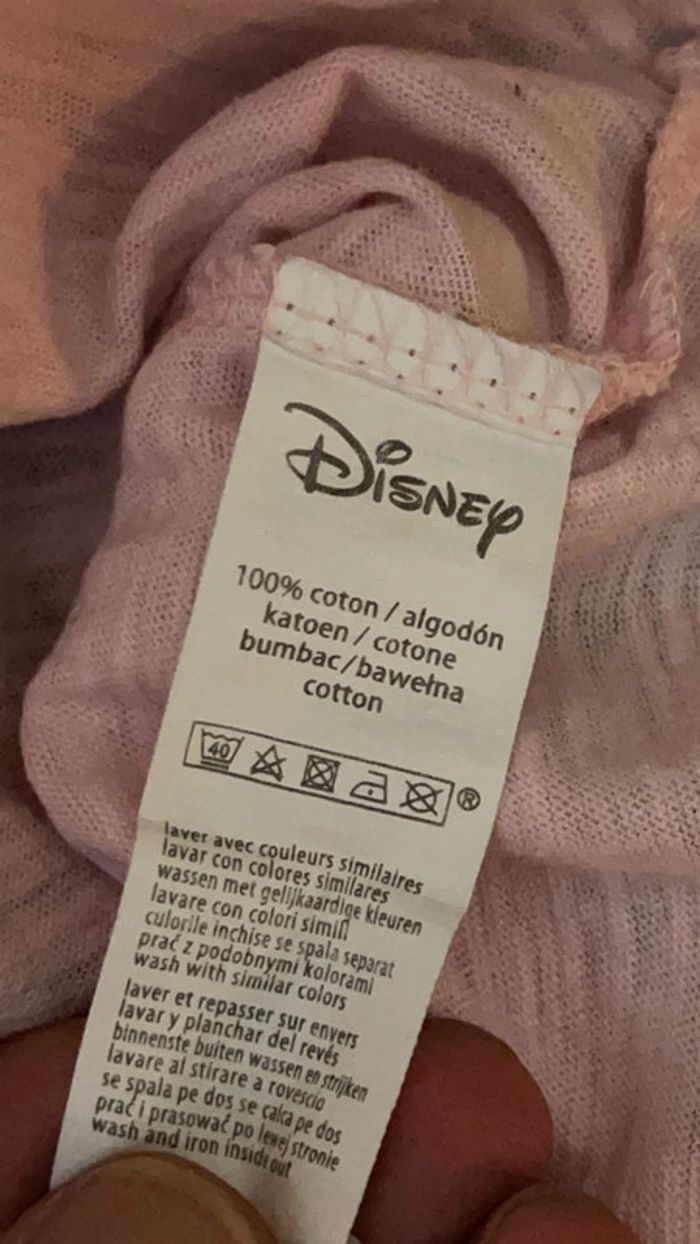 Disney
100% coton / algodón
katoen / cotone
bumbac/bawełna
cotton
40
®
laver avec couleurs similaires
lavar con colores similares
wassen met gelijkaardige kleuren
lavare con colori simili
culorile inchise se spala separat
prać z podobnymi kolorami
wash with similar colors
laver et repasser sur envers
lavar y planchar del revés
binnenste buiten wassen en strijken
lavare al stirare a rovescio
se spala pe dos se calca pe dos
prać i prasować po lewej stronie
wash and iron inside out